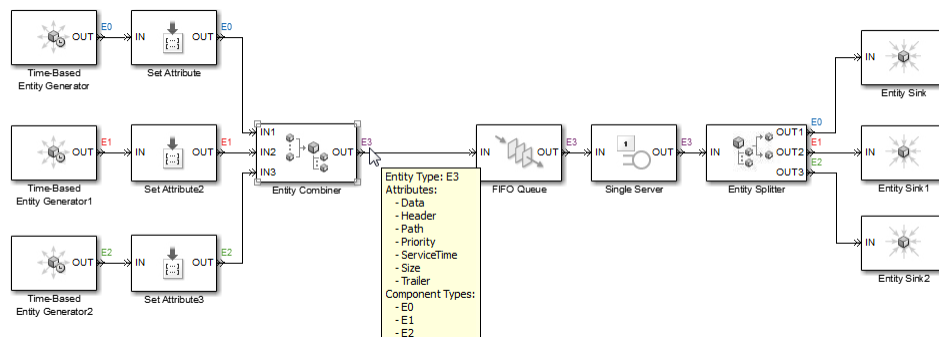 E0
E0
OUT
IN
OUT
Time-Based
Entity Generator
Set Attribute
IN
Entity Sink
E1
E1
OUT
IN
OUT
Time-Based
Entity Generator1
Set Attribute2
IN1
IN2
IN3
OUT
E3
Entity Combiner
IN
OUT
E3
FIFO Queue
IN
1
OUT
E3
Single Server
IN
OUT1
OUT2
OUT3
E0
E1
E2
Entity Splitter
IN
Entity Sink1
Entity Type: E3
Attributes:
- Data
- Header
- Path
- Priority
- ServiceTime
- Size
- Trailer
Component Types:
- E0
- E1
- E2
E2
E2
OUT
IN
OUT
Time-Based
Entity Generator2
Set Attribute3
IN
Entity Sink2